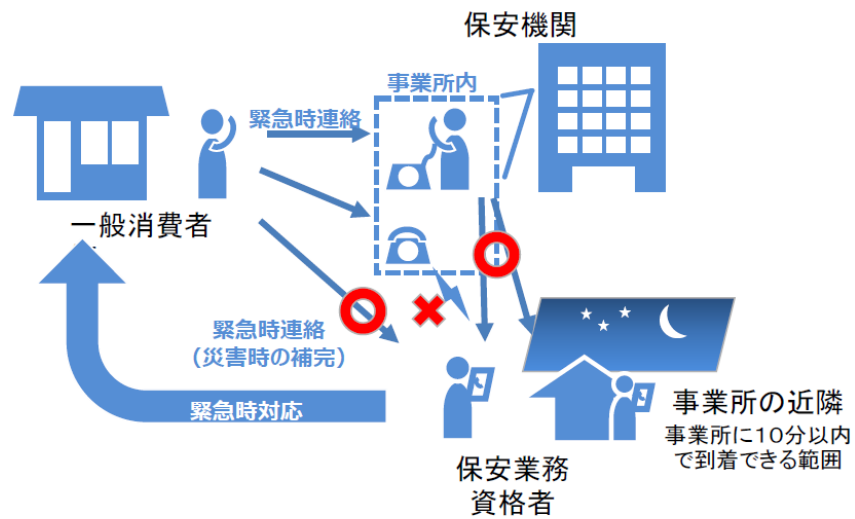 保安機関
事業所内
緊急時連絡
一般消費者
緊急時連絡
（災害時の補完）
緊急時対応
保安業務
資格者
事業所の近隣
事業所に１０分以内
で到着できる範囲